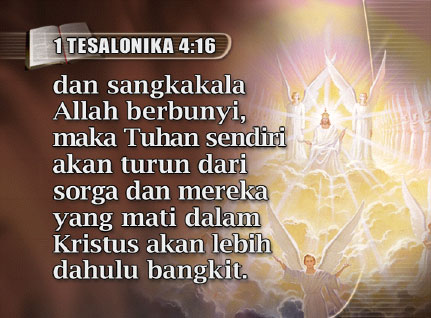 1 TESALONIKA 4:16
dan sangkakala
Allah berbunyi,
maka Tuhan sendiri
akan turun dari
sorga dan mereka
yang mati dalam
Kristus akan lebih
dahulu bangkit.